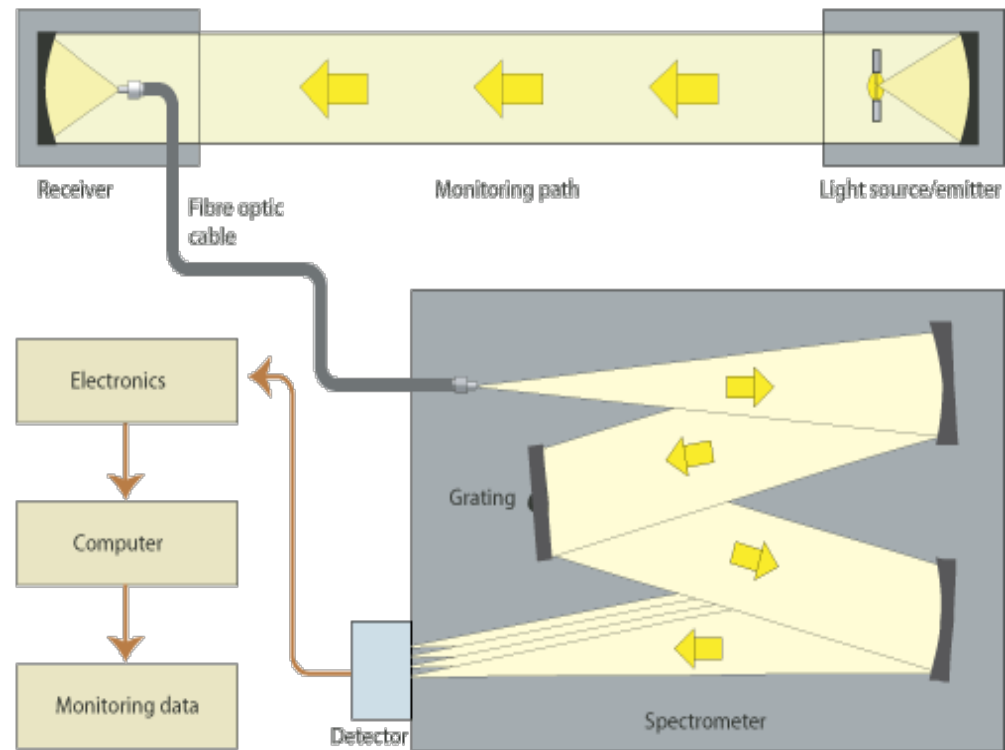 Receiver
Monitoring path
Light source/emitter
Fibre optic
cable
Electronics
Grating
Computer
Monitoring data
Detector
Spectrometer